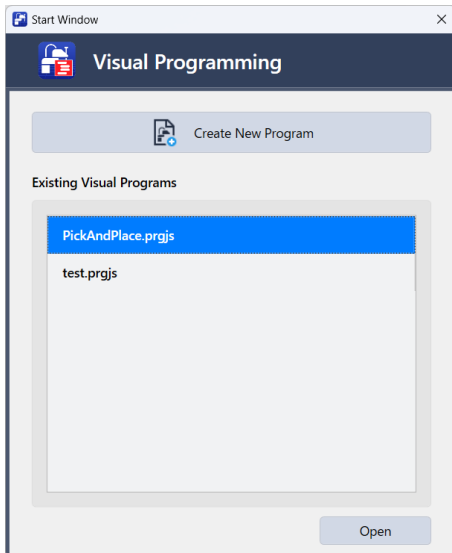 Start Window
Visual Programming
Create New Program
Existing Visual Programs
PickAndPlace.prgjs
test.prgjs
Open